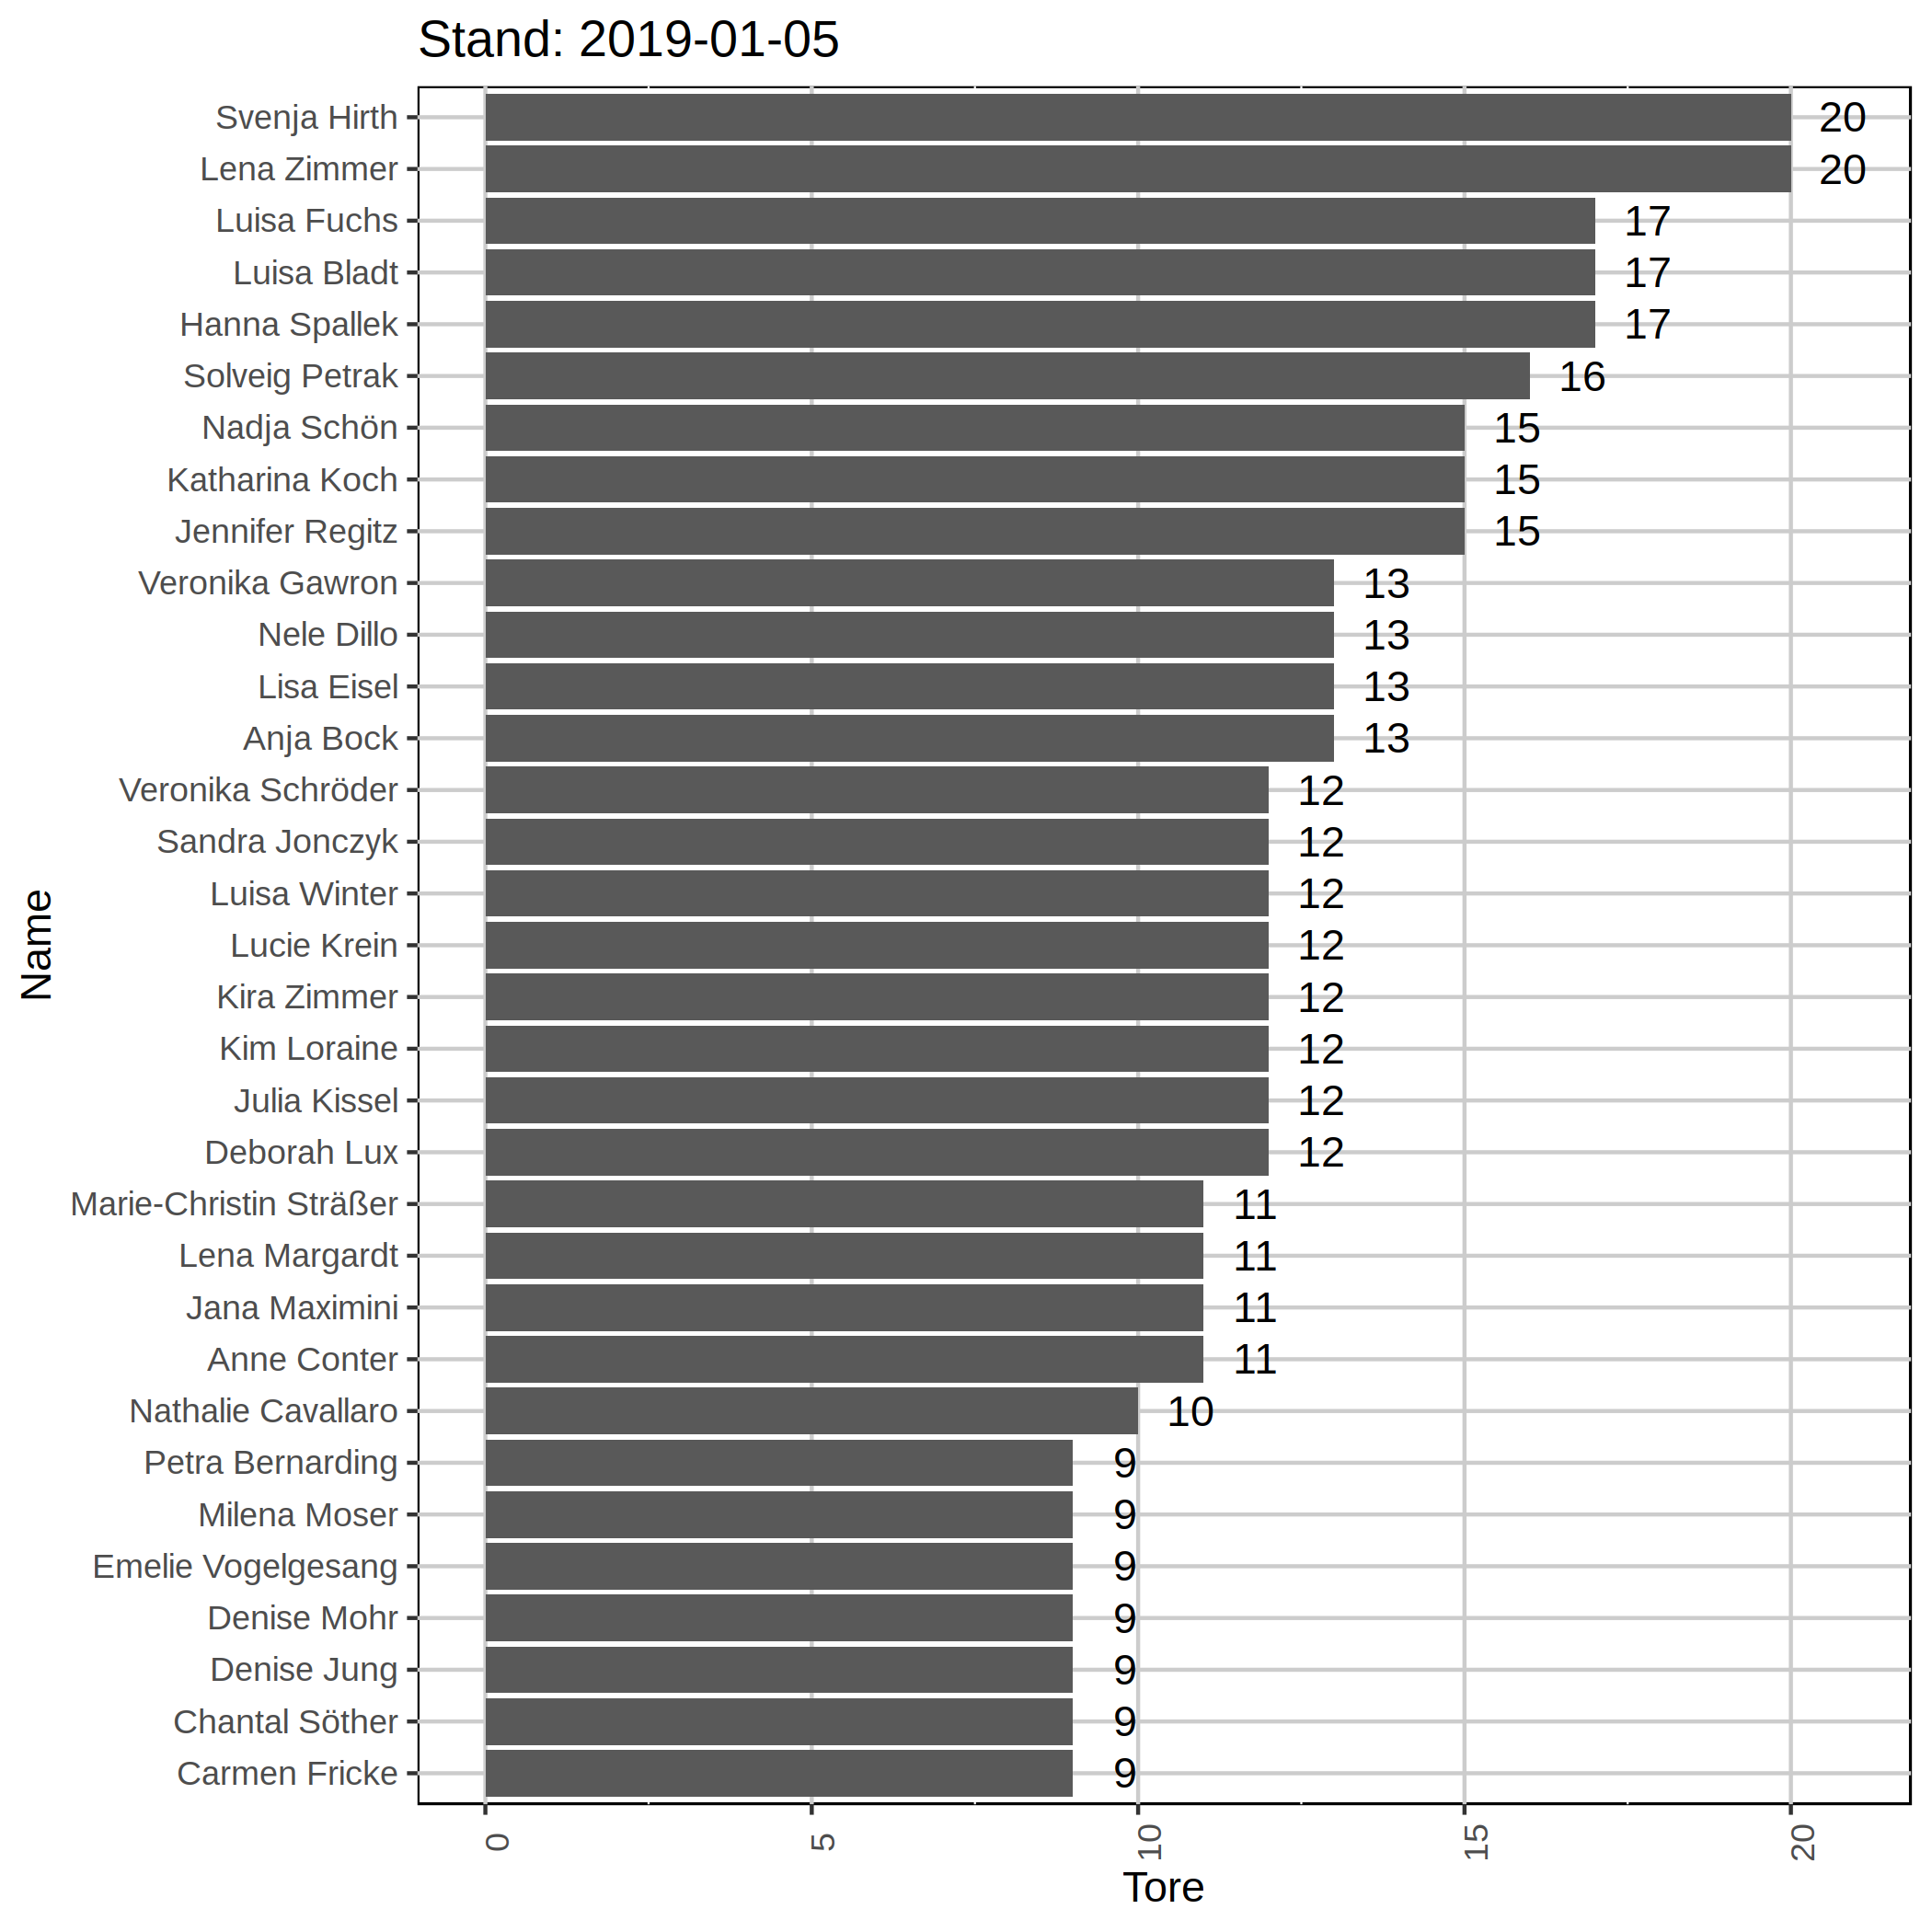 Stand: 2019-01-05
Svenja Hirth 20
Lena Zimmer 20
Luisa Fuchs 17
Luisa Bladt 17
Hanna Spallek 17
Solveig Petrak 16
Nadja Schön 15
Katharina Koch 15
Jennifer Regitz 15
Veronika Gawron 13
Nele Dillo 13
Lisa Eisel 13
Anja Bock 13
Veronika Schröder 12
Sandra Jonczyk 12
Luisa Winter 12
Lucie Krein 12
Kira Zimmer 12
Kim Loraine 12
Julia Kissel 12
Deborah Lux 12
Marie-Christin Sträßer 11
Lena Margardt 11
Jana Maximini 11
Anne Conter 11
Nathalie Cavallaro 10
Petra Bernarding 9
Milena Moser 9
Emelie Vogelgesang 9
Denise Mohr 9
Denise Jung 9
Chantal Söther 9
Carmen Fricke 9
Name
0 5 10 15 20
Tore